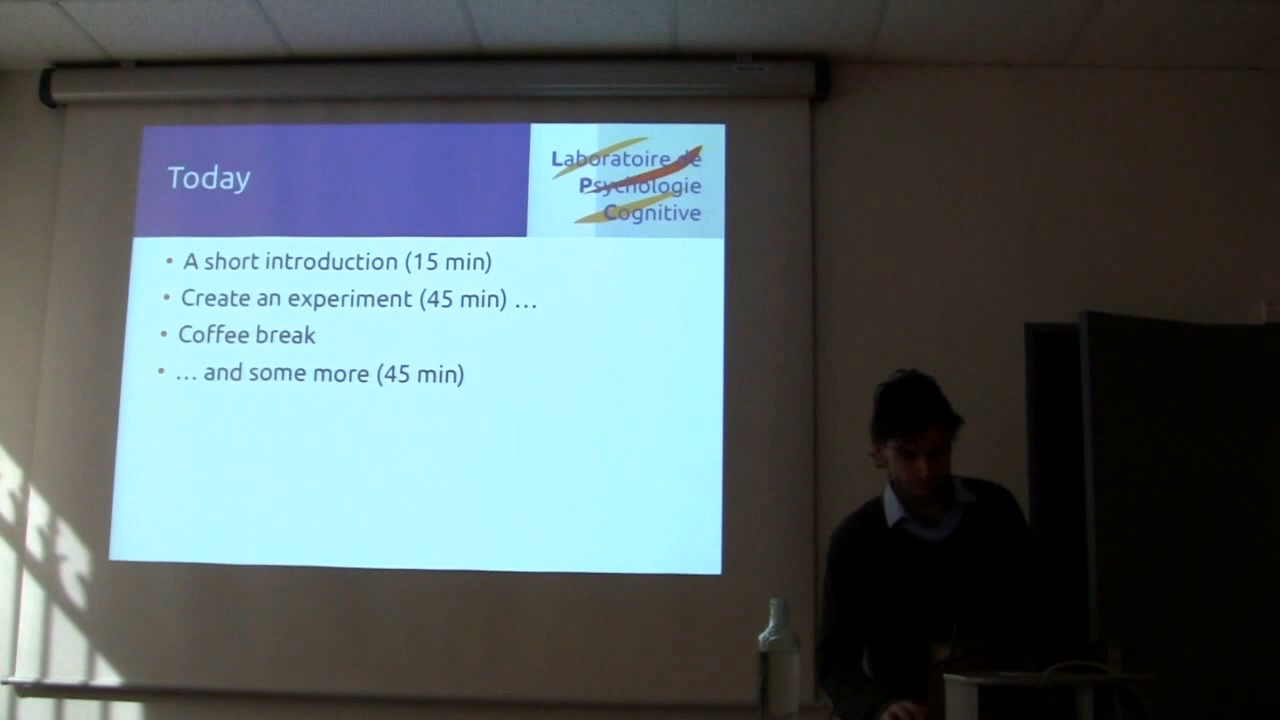 Today
Laboratoire de
Psychologie
Cognitive
• A short introduction (15 min)
• Create an experiment (45 min) …
• Coffee break
• … and some more (45 min)